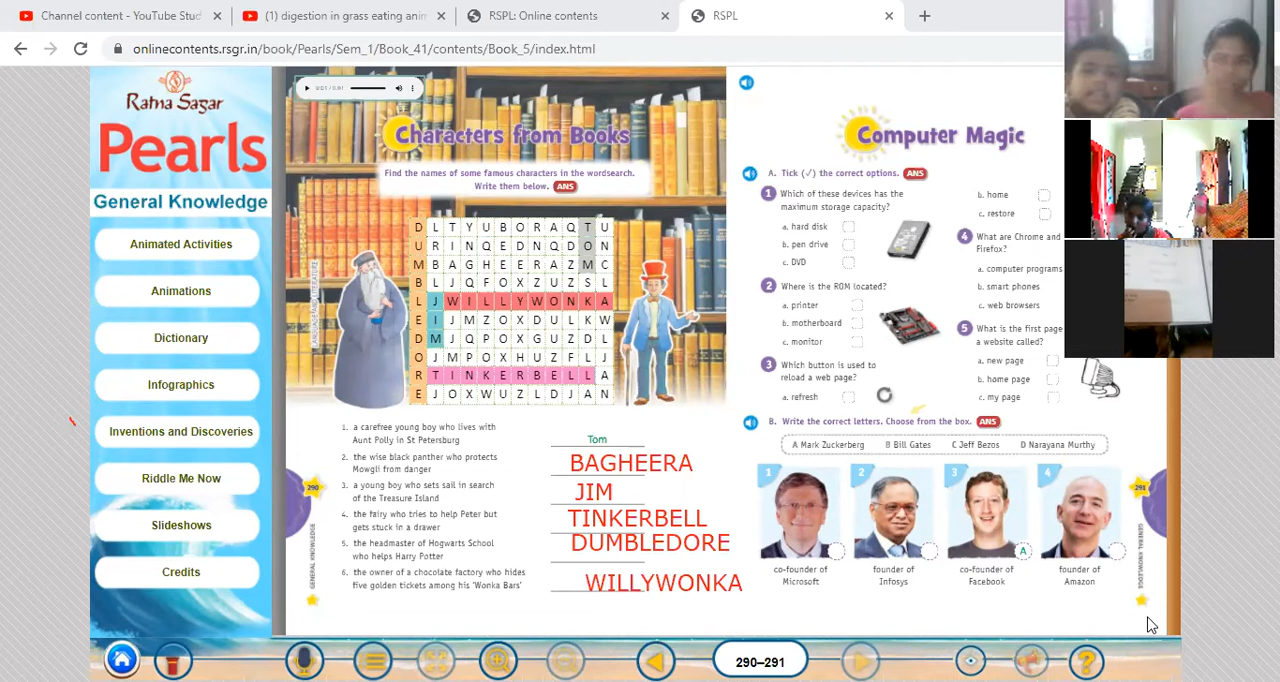 Channel content - YouTube Stud
(1) digestion in grass eating anim
RSPL: Online contents
RSPL
onlinecontents.rsgr.in/book/Pearls/Sem_1/Book_41/contents/Book_5/index.html
Ratna Sagar
Pearls
General Knowledge
Animated Activities
Animations
Dictionary
Infographics
Inventions and Discoveries
Riddle Me Now
Slideshows
Credits
Characters from Books
Find the names of some famous characters in the wordsearch.
Write them below. ANS
D L T Y U B O R A Q T U
U R I N Q E D N Q D O N
M B A G H E E R A Z M C
B L J Q F O X Z U Z S L
L J W I L L Y W O N K A
E I J M Z O X D U L K W
D M J Q P O X G U Z D L
O J M P O X H U Z F L J
R T I N K E R B E L L A
E J O X W U Z L D J A N
LANGUAGE AND LITERATURE
1. a carefree young boy who lives with
Aunt Polly in St Petersburg
Tom
2. the wise black panther who protects
Mowgli from danger
BAGHEERA
3. a young boy who sets sail in search
of the Treasure Island
JIM
4. the fairy who tries to help Peter but
gets stuck in a drawer
TINKERBELL
5. the headmaster of Hogwarts School
who helps Harry Potter
DUMBLEDORE
6. the owner of a chocolate factory who hides
five golden tickets among his 'Wonka Bars'
WILLYWONKA
290
GENERAL KNOWLEDGE
Computer Magic
A. Tick (✓) the correct options. ANS
1 Which of these devices has the
maximum storage capacity?
a. hard disk
b. pen drive
c. DVD
2 Where is the ROM located?
a. printer
b. motherboard
c. monitor
3 Which button is used to
reload a web page?
a. refresh
b. home
c. restore
4 What are Chrome and
Firefox?
a. computer programs
b. smart phones
c. web browsers
5 What is the first page
a website called?
a. new page
b. home page
c. my page
B. Write the correct letters. Choose from the box. ANS
A Mark Zuckerberg B Bill Gates C Jeff Bezos D Narayana Murthy
1
2
3
4
A
co-founder of
Microsoft
founder of
Infosys
co-founder of
Facebook
founder of
Amazon
291
GENERAL KNOWLEDGE
290–291